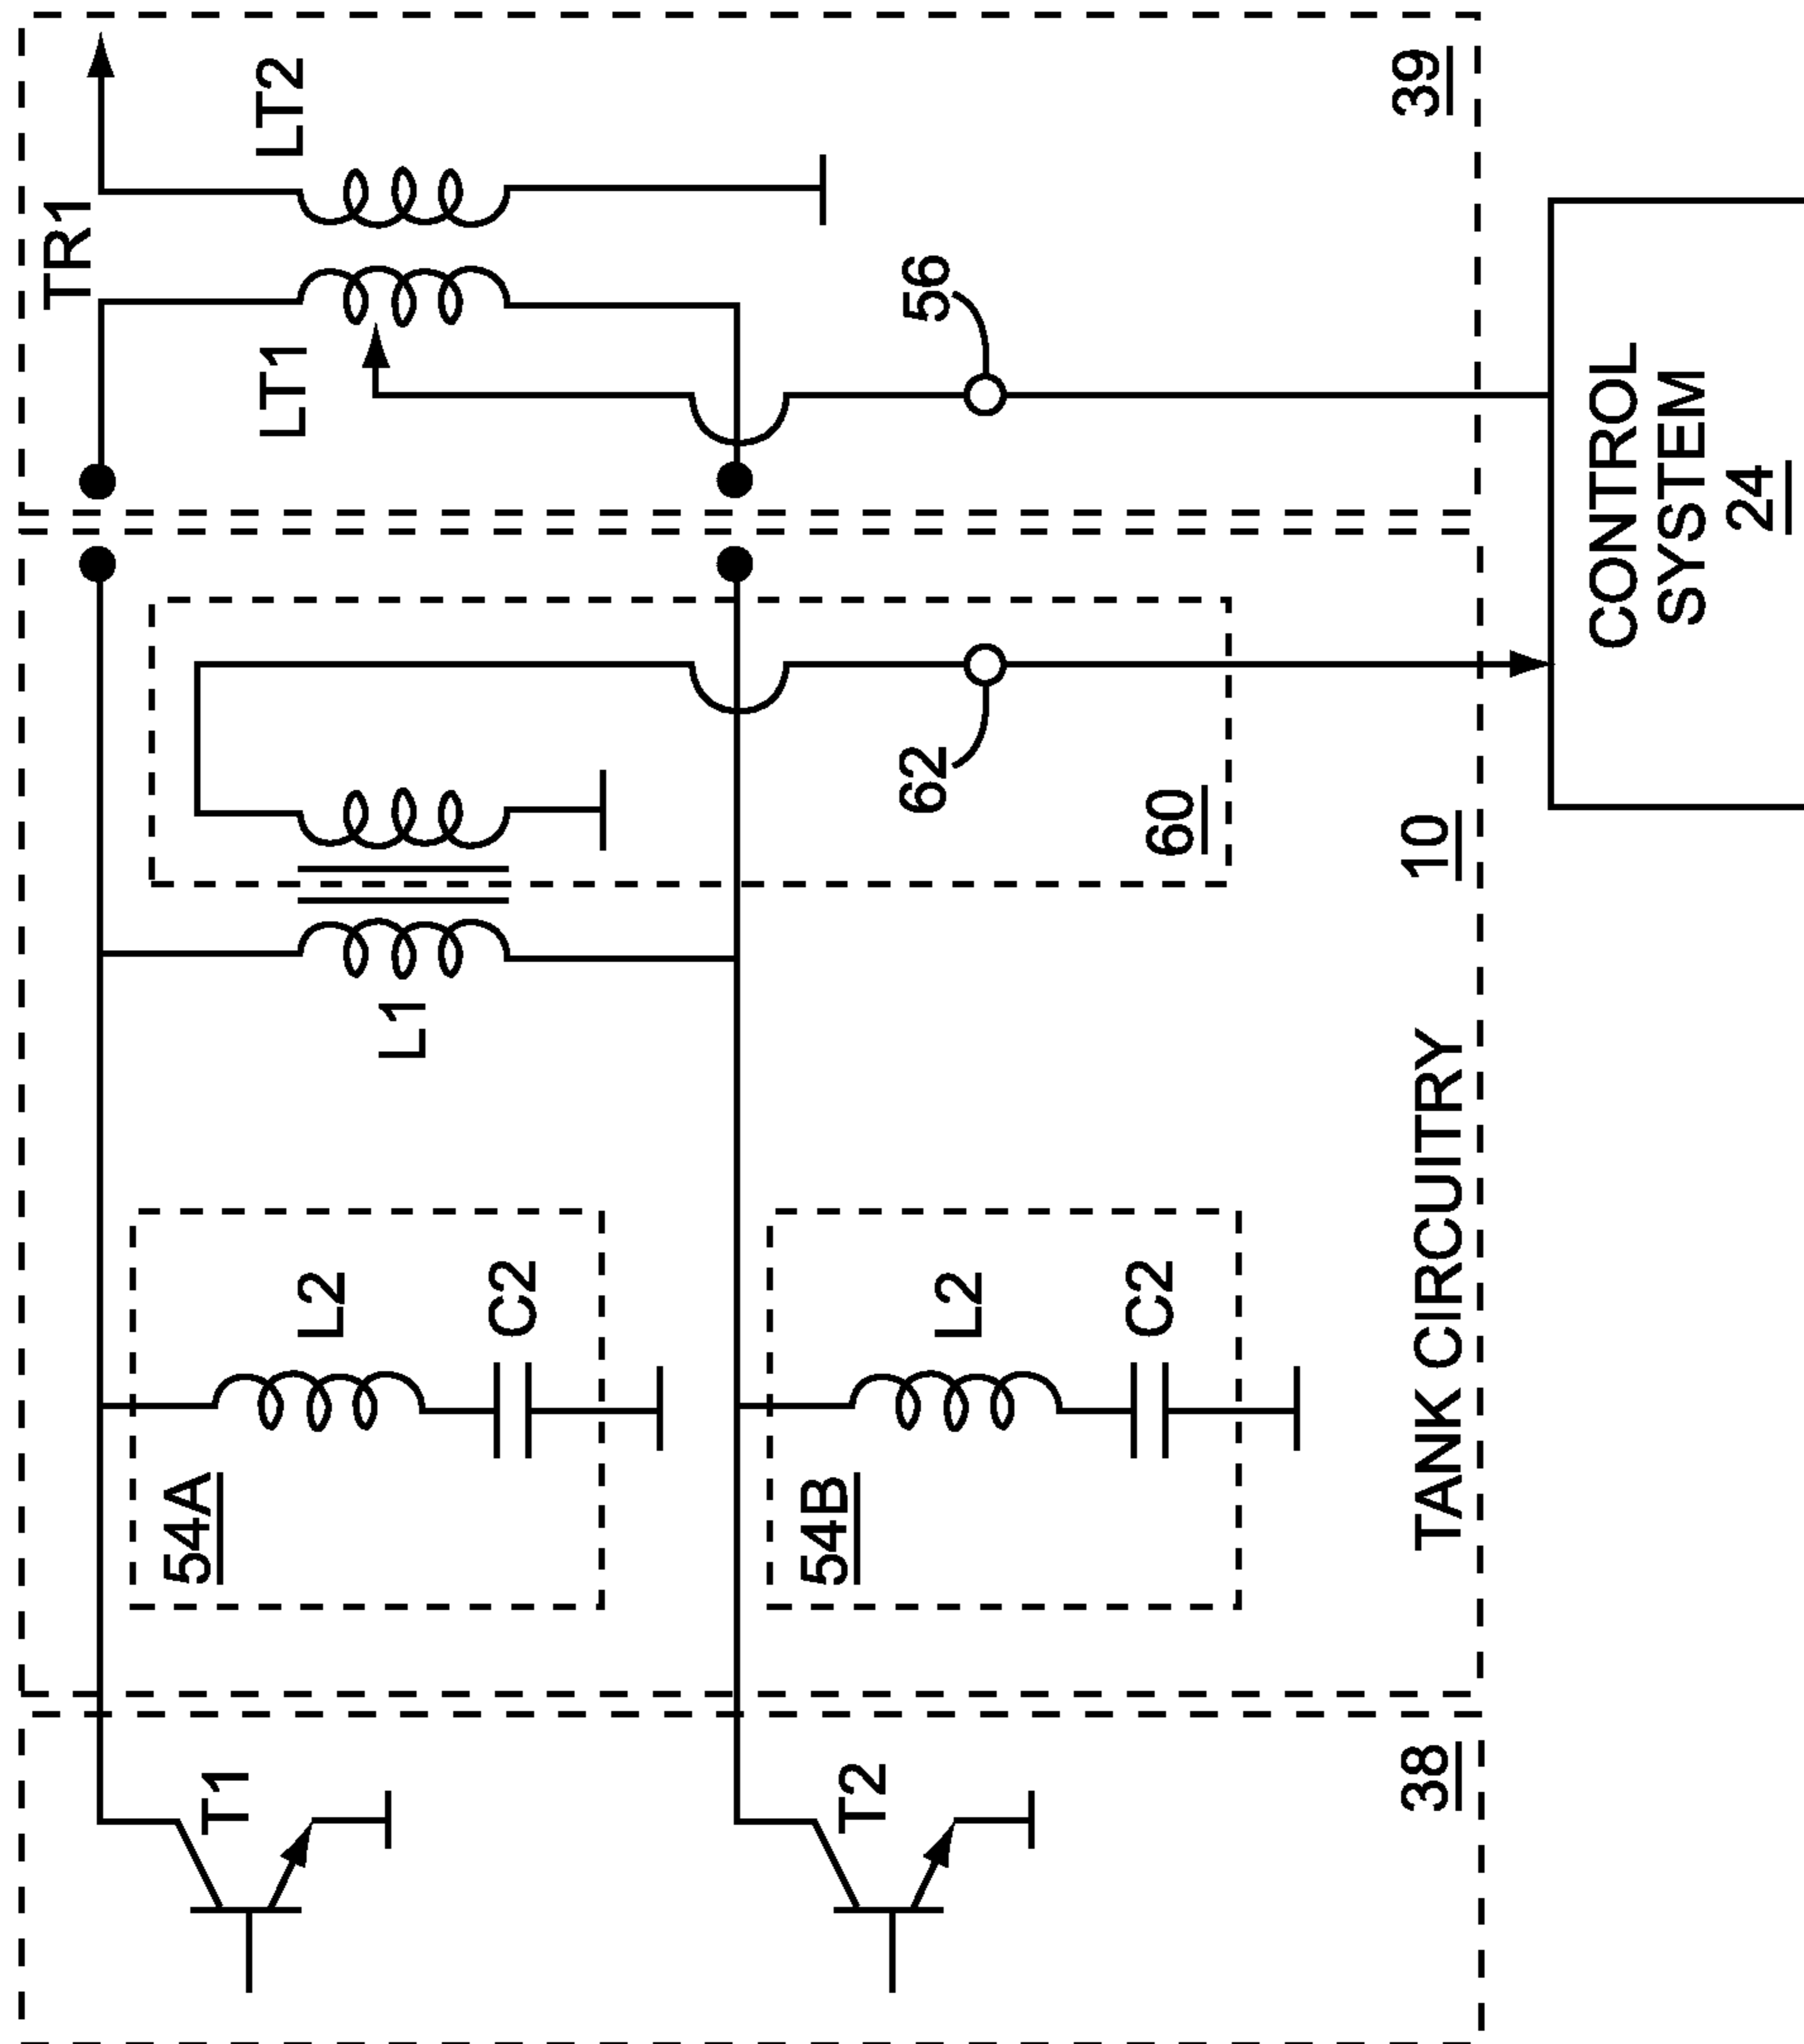 TR1
LT2
LT1
56
39
62
60
10
L1
54A
L2
C2
54B
L2
C2
TANK CIRCUITRY
T1
T2
38
CONTROL
SYSTEM
24